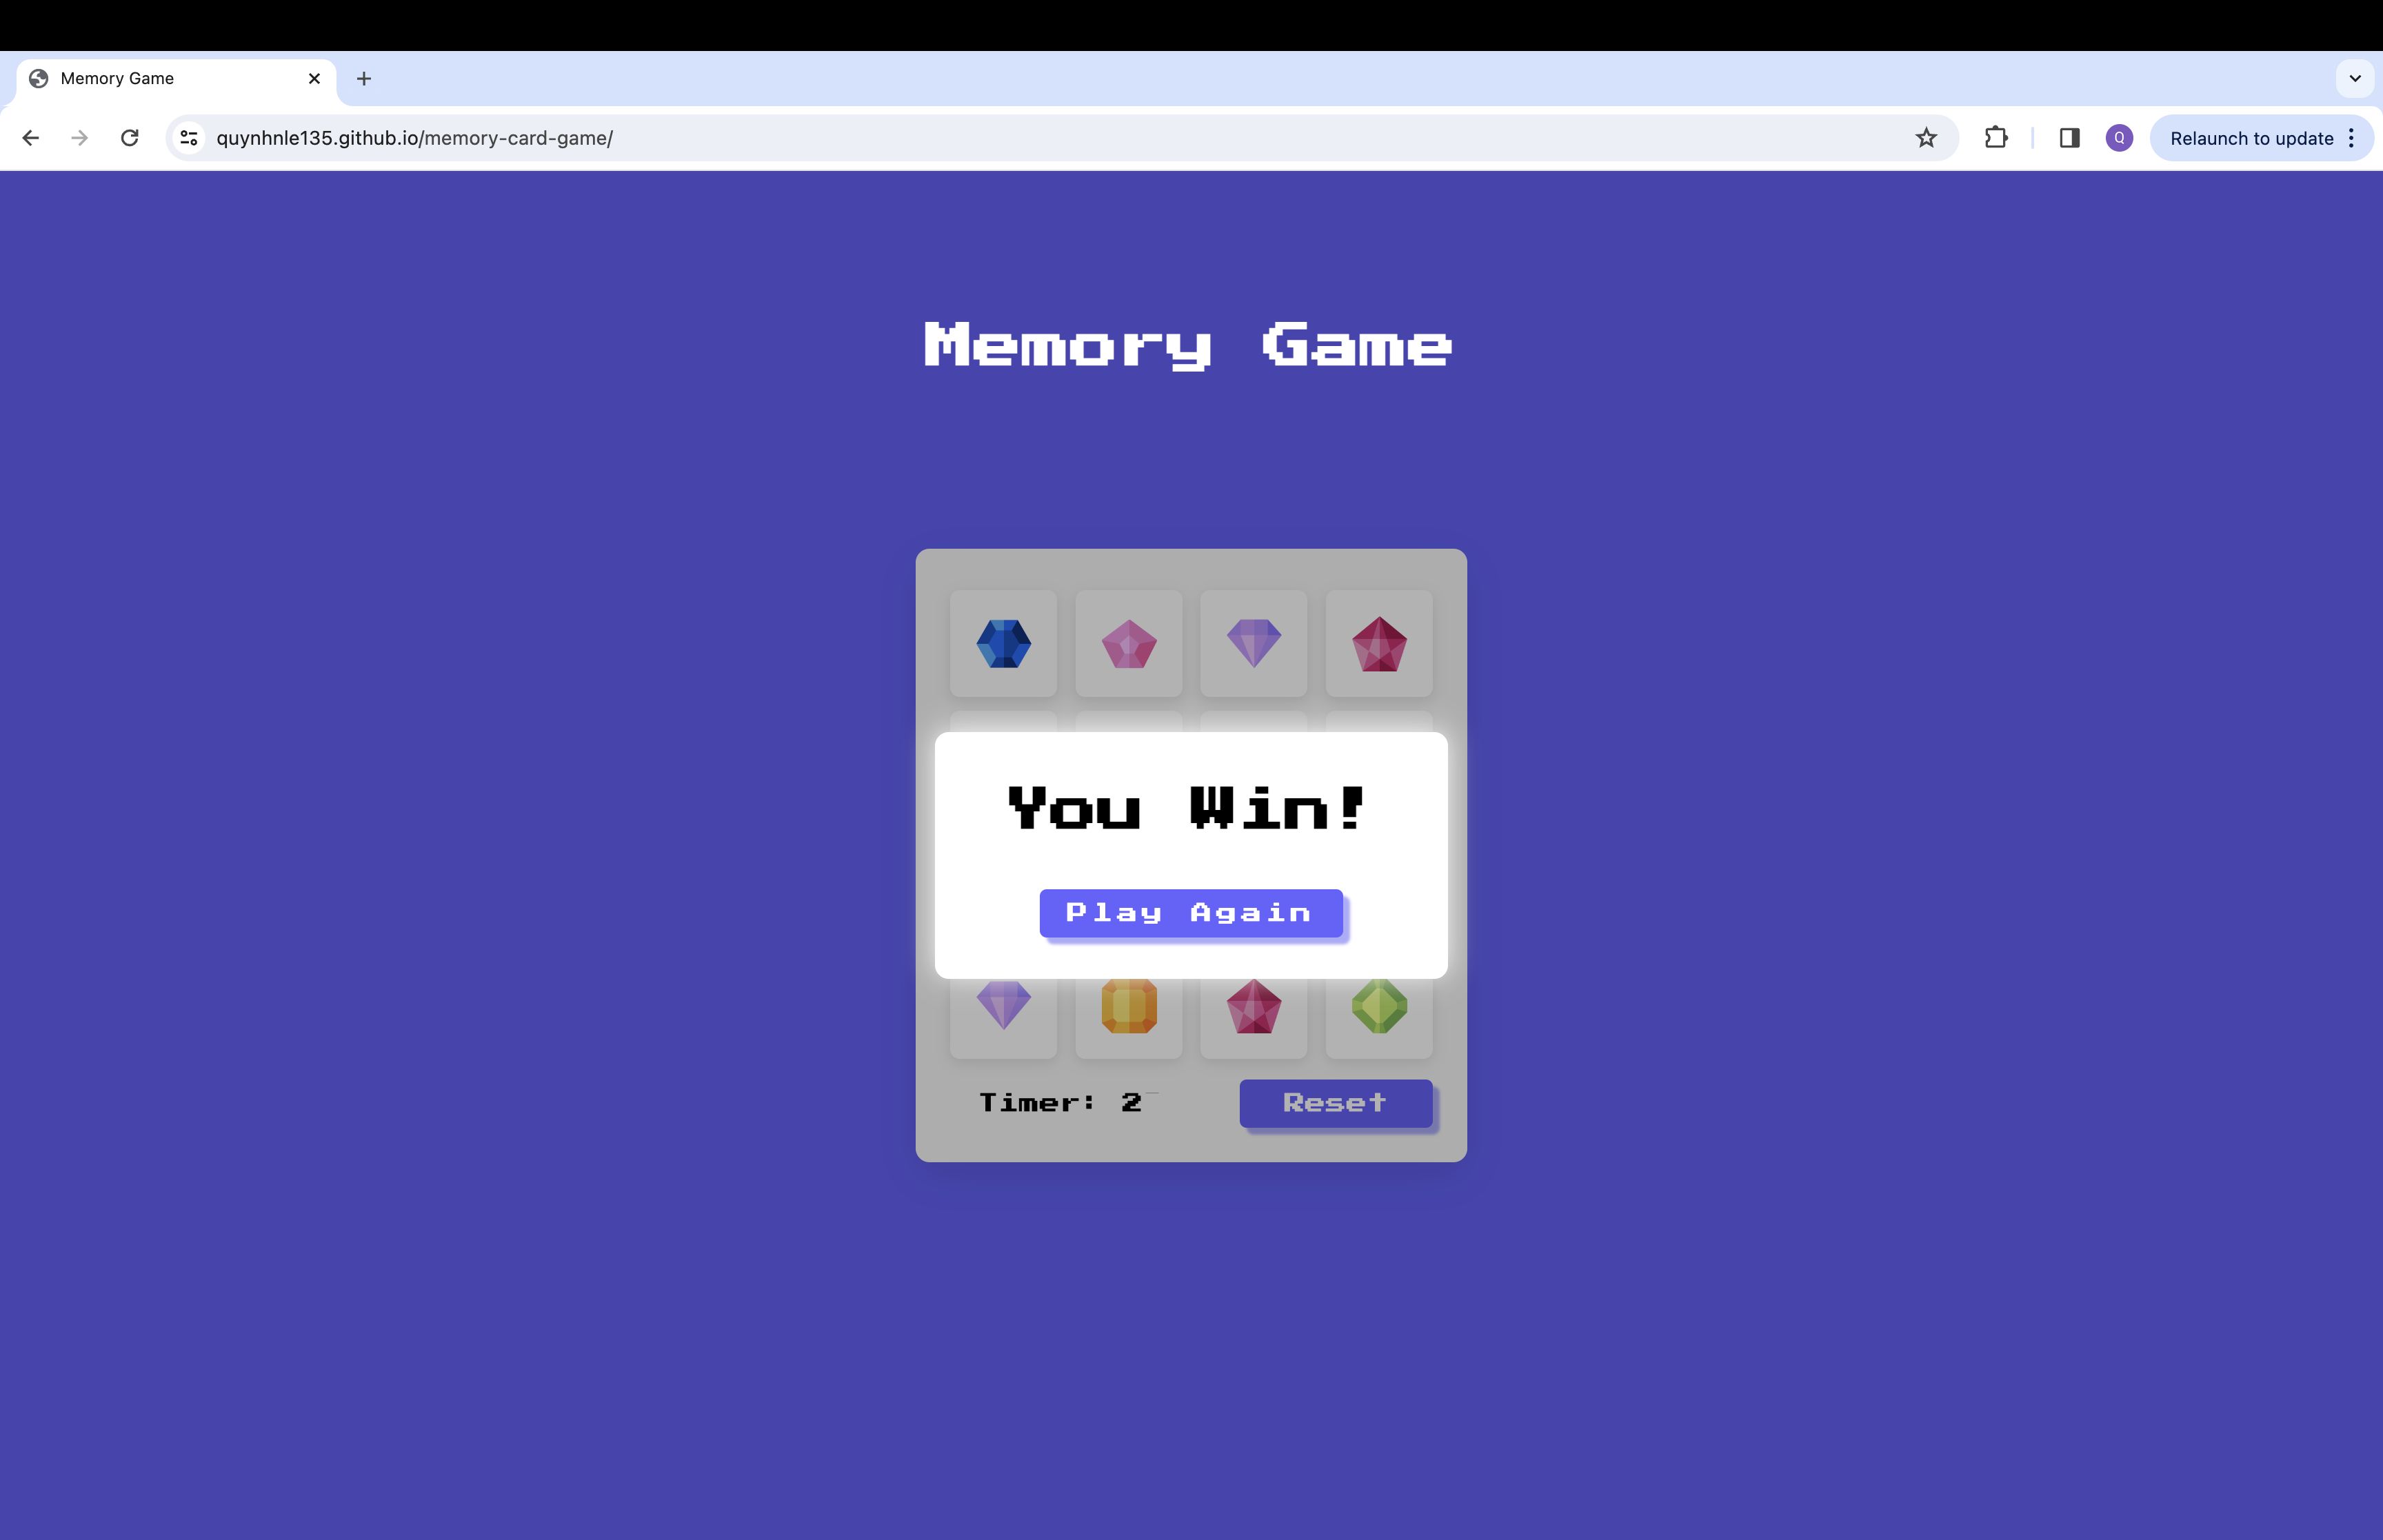 Memory Game
quynhnle135.github.io/memory-card-game/
Q
Relaunch to update
Memory Game
You Win!
Play Again
Timer: 2
Reset